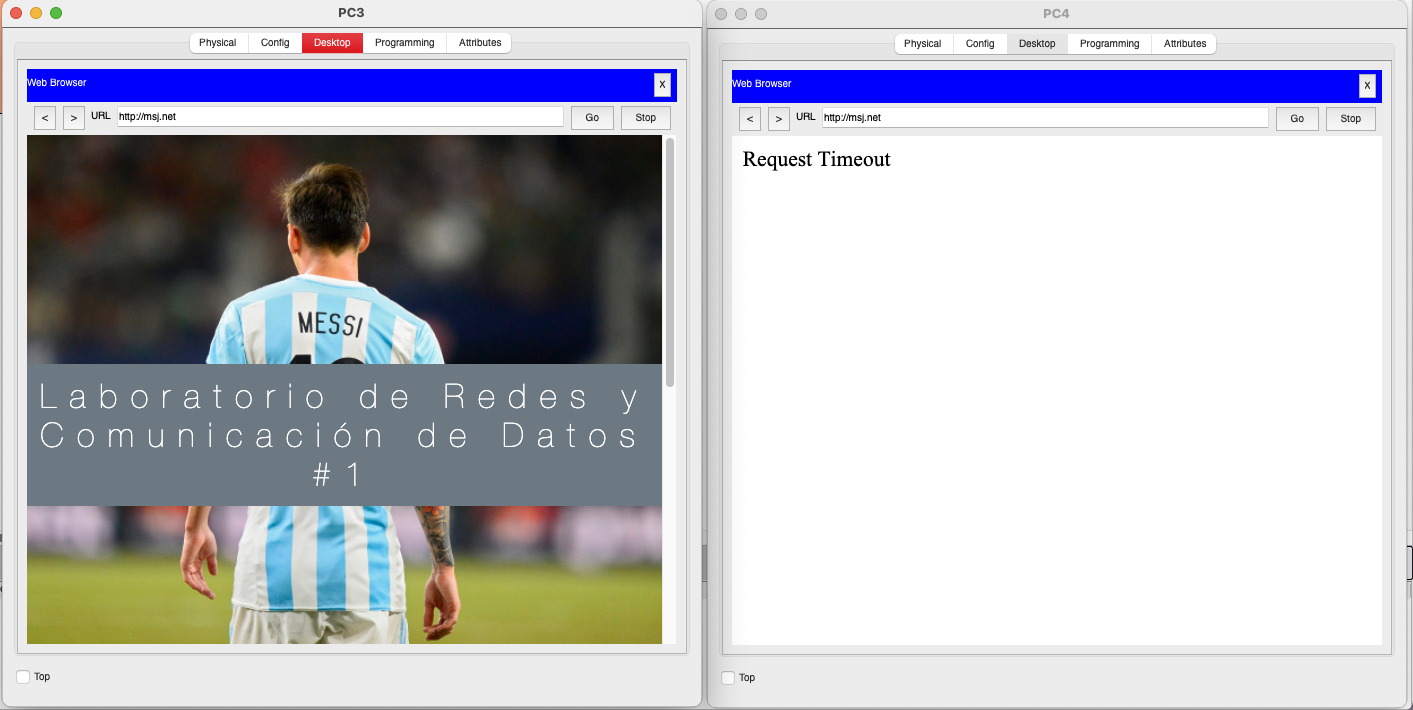 PC3
Physical Config Desktop Programming Attributes
Web Browser X
< > URL http://msj.net Go Stop
MESSI
Laboratorio de Redes y
Comunicación de Datos
#1
Top
PC4
Physical Config Desktop Programming Attributes
Web Browser X
< > URL http://msj.net Go Stop
Request Timeout
Top